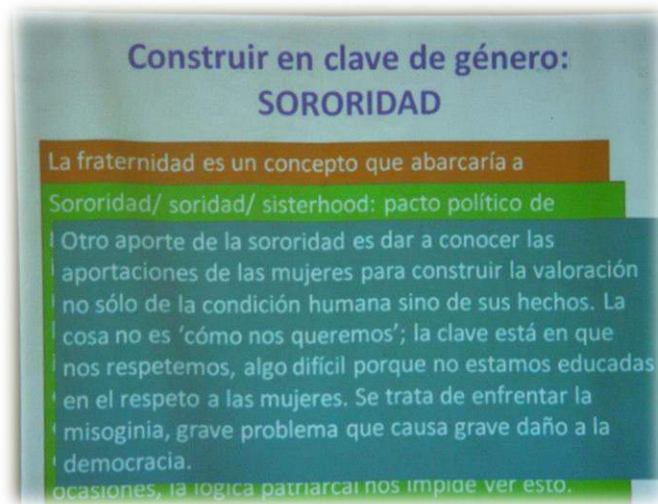 Construir en clave de género:
SORORIDAD
La fraternidad es un concepto que abarcaría a
Sororidad/ soridad/ sisterhood: pacto político de
Otro aporte de la sororidad es dar a conocer las
aportaciones de las mujeres para construir la valoración
no sólo de la condición humana sino de sus hechos. La
cosa no es ‘cómo nos queremos’; la clave está en que
nos respetemos, algo difícil porque no estamos educadas
en el respeto a las mujeres. Se trata de enfrentar la
misoginia, grave problema que causa grave daño a la
democracia.
ocasiones, la lógica patriarcal nos impide ver esto.